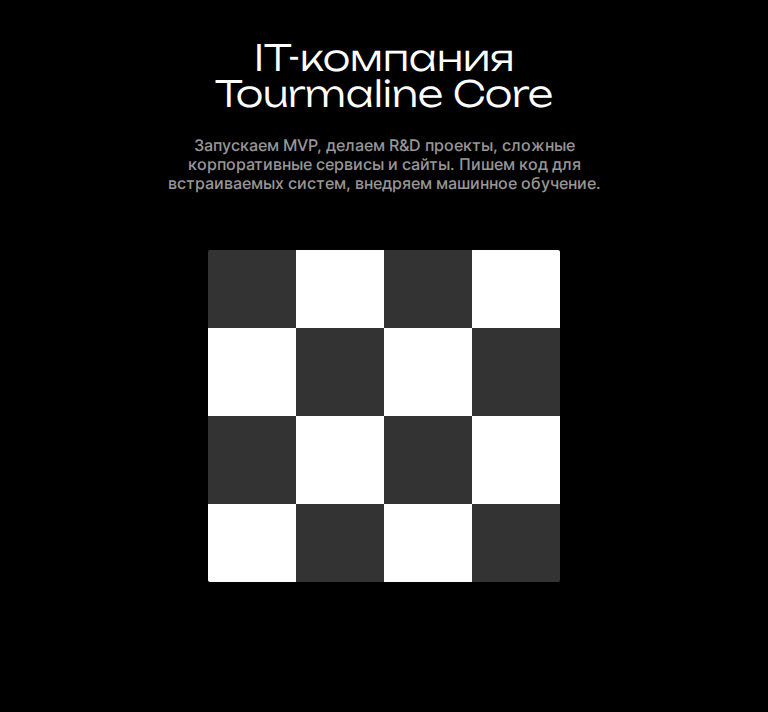 IT-компания
Tourmaline Core
Запускаем MVP, делаем R&D проекты, сложные
корпоративные сервисы и сайты. Пишем код для
встраиваемых систем, внедряем машинное обучение.